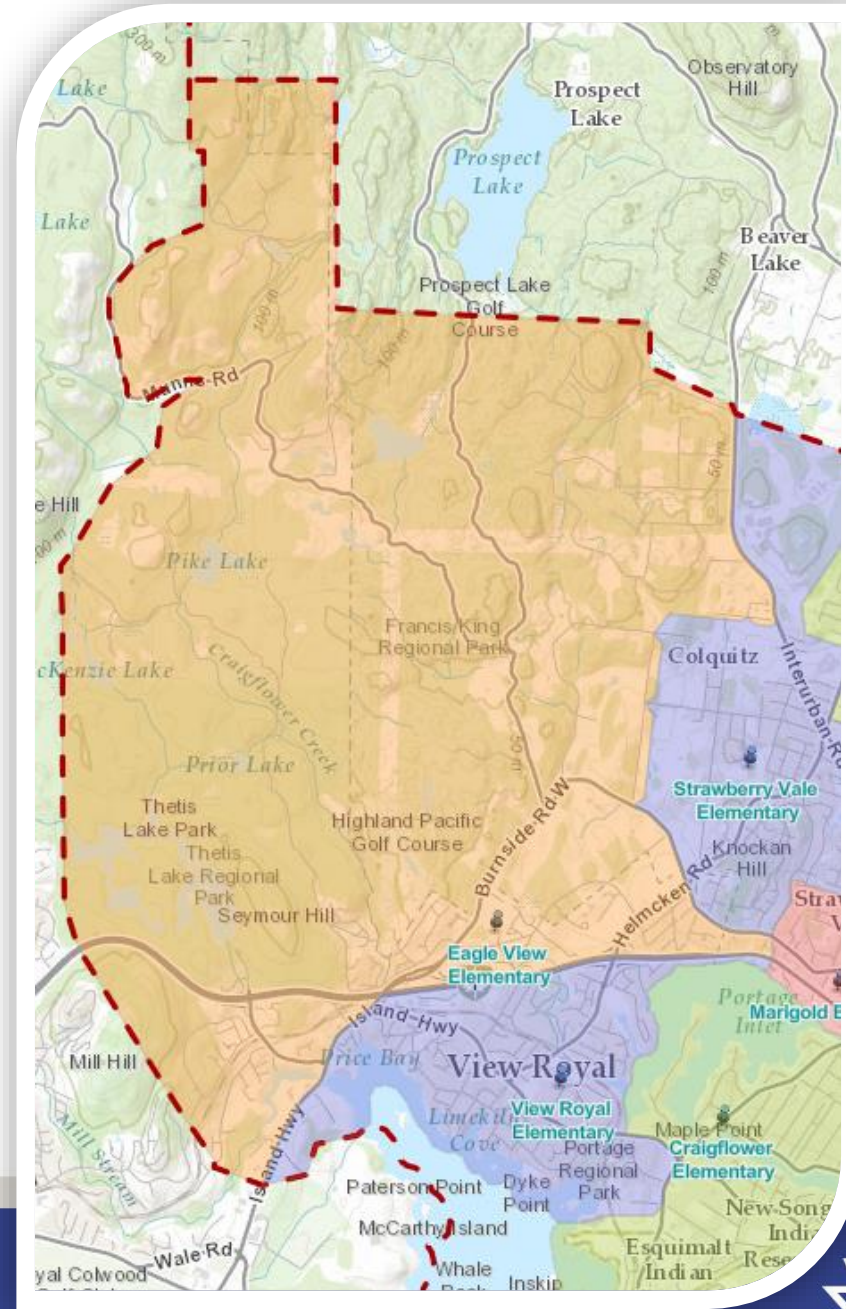 300 m
Lake
Observatory
Hill
Prospect
Lake
Prospect
Lake
Lake
Beaver
Lake
100 m
Prospect Lake
Golf
Course
100 m
100 m
Munns Rd
50 m
e Hill
Pike Lake
Francis/King
Regional Park
Colquitz
cKenzie Lake
Craigflower Creek
Interurban Rd
50 m
Prior Lake
Strawberry Vale
Elementary
Thetis
Lake Park
Highland Pacific
Golf Course
Burnside Rd W
Thetis
Lake Regional
Park
Knockan
Hill
Helmcken Rd
Seymour Hill
Eagle View
Elementary
Portage
Inlet
Marigold E
Island Hwy
Mill Hill
Price Bay
View Royal
Limekiln
Cove
View Royal
Elementary
Maple Point
Craigflower
Elementary
Mill Stream
Portage
Regional
Park
Island Hwy
Paterson Point
Dyke
Point
McCarthy Island
New Song
India
Rese
Esquimalt
Indian
Wale Rd
Whale
Inskip
yal Colwood